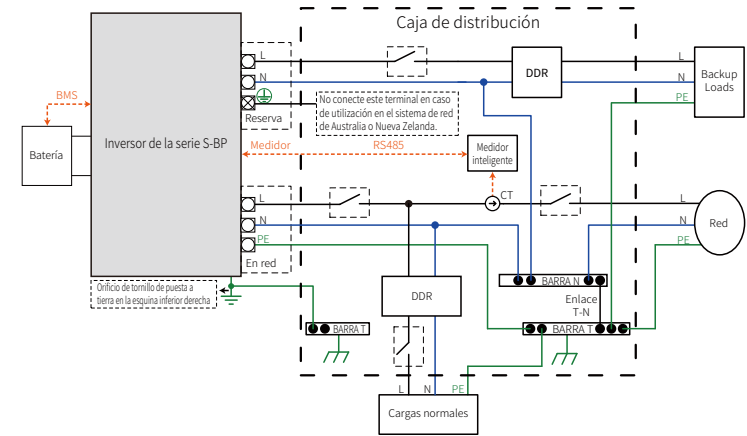 Caja de distribución
L
N
Reserva
BMS
Batería
Inversor de la serie S-BP
No conecte este terminal en caso
de utilización en el sistema de red
de Australia o Nueva Zelanda.
DDR
L
N
PE
Backup
Loads
Medidor
RS485
Medidor
inteligente
CT
L
N
PE
En red
L
N
PE
Red
Orificio de tornillo de puesta a
tierra en la esquina inferior derecha
DDR
BARRA N
Enlace
T-N
BARRA T
BARRA T
L
N
PE
Cargas normales